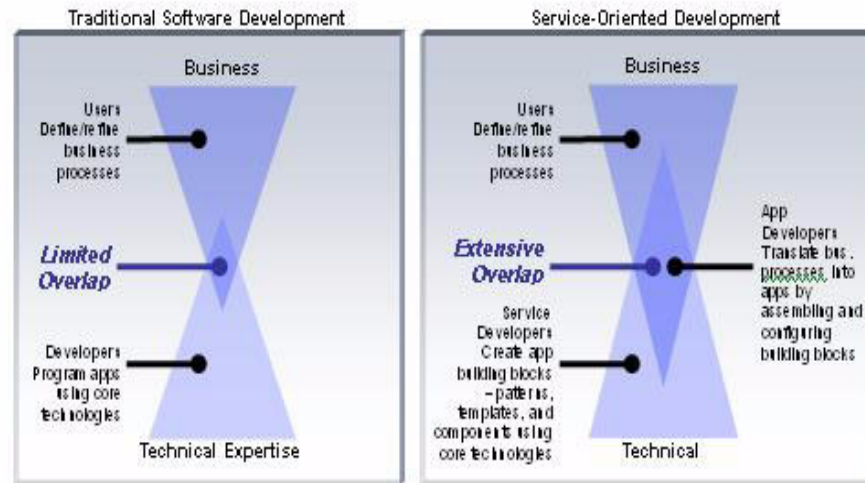 Traditional Software Development
Business
Users
Define/refine
business
processes
Limited
Overlap
Developers
Program apps
using core
technologies
Technical Expertise
Service-Oriented Development
Business
Users
Define/refine
business
processes
Extensive
Overlap
App
Developers
Translate bus.
processes into
apps by
assembling and
configuring
building blocks
Service
Developers
Create app
building blocks
– patterns,
templates, and
components using
core technologies
Technical